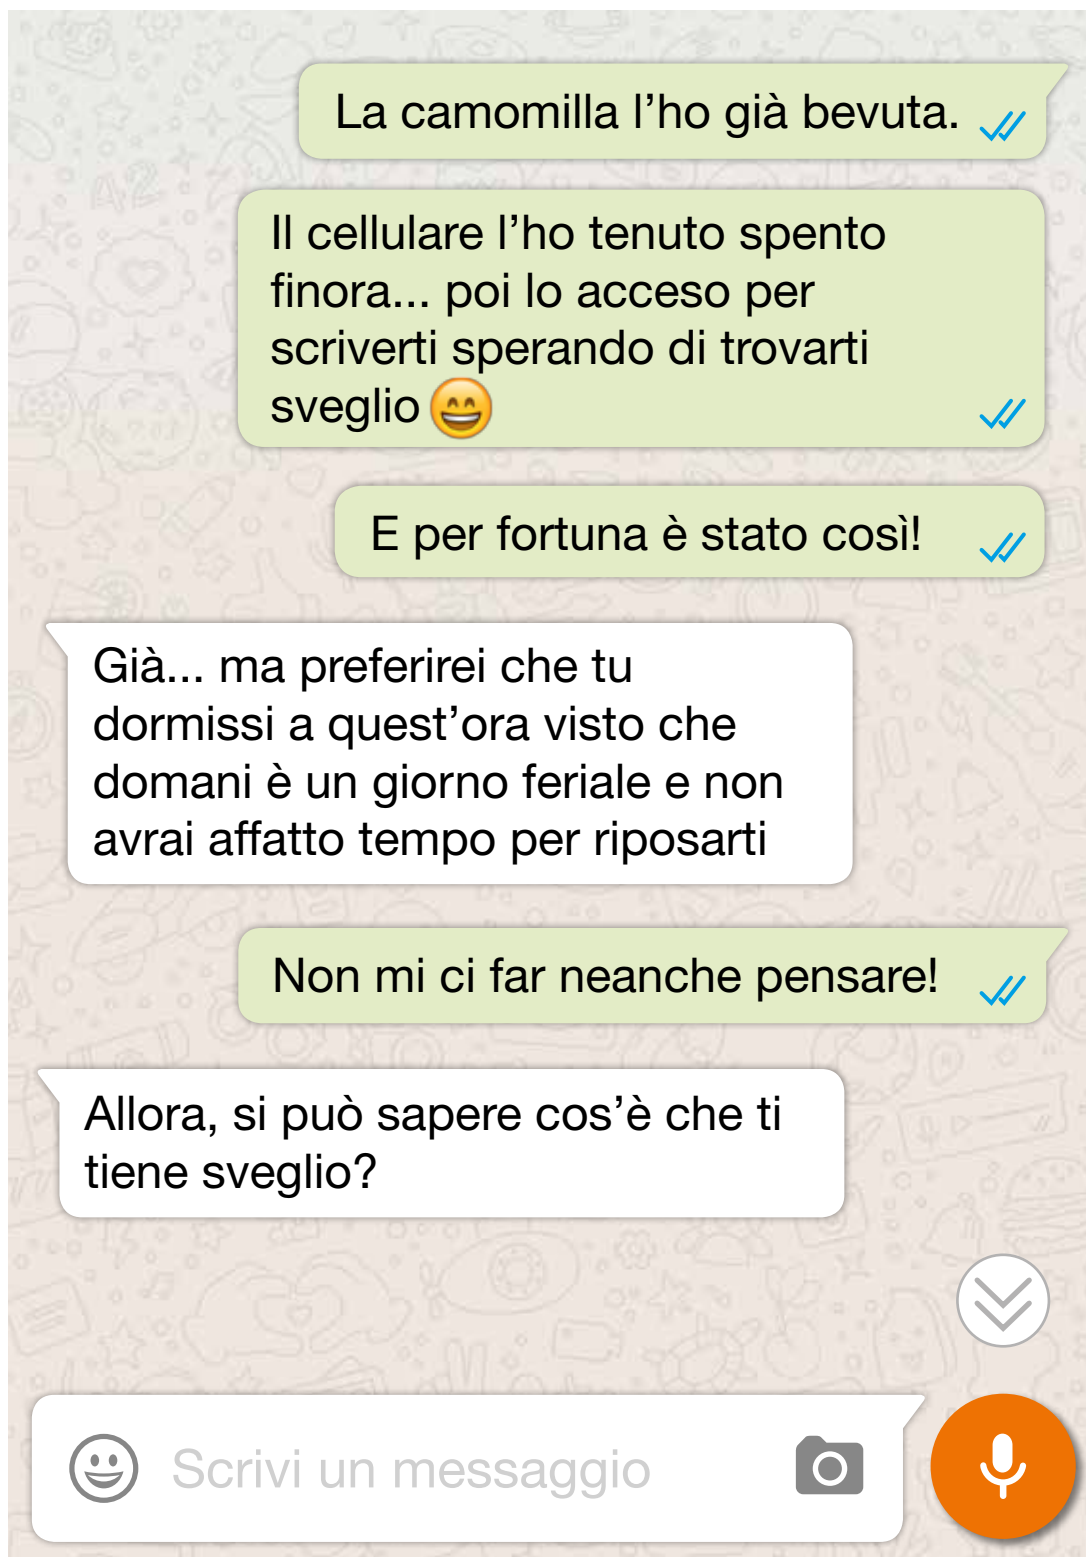 La camomilla l’ho già bevuta.
Il cellulare l’ho tenuto spento
finora... poi lo acceso per
scriverti sperando di trovarti
sveglio 😄
E per fortuna è stato così!
Già... ma preferirei che tu
dormissi a quest’ora visto che
domani è un giorno feriale e non
avrai affatto tempo per riposarti
Non mi ci far neanche pensare!
Allora, si può sapere cos’è che ti
tiene sveglio?
Scrivi un messaggio